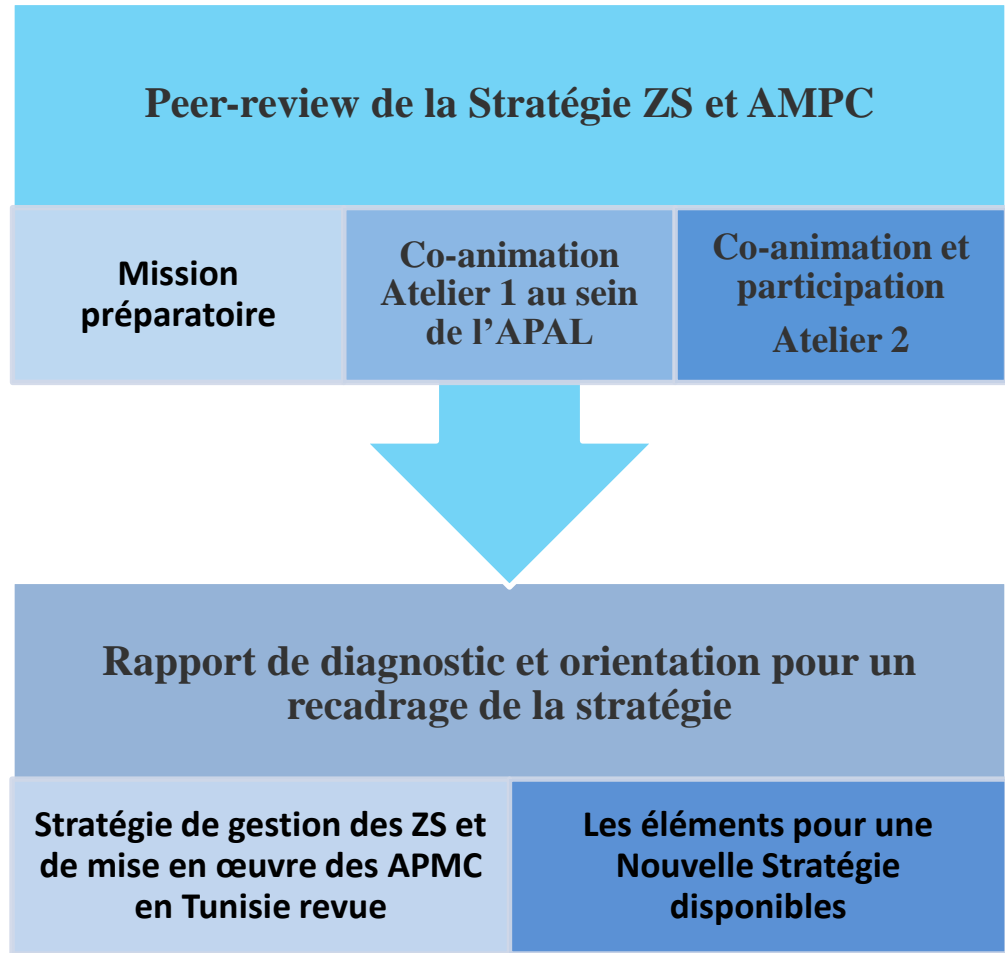 Peer-review de la Stratégie ZS et AMPC
Mission
préparatoire
Co-animation
Atelier 1 au sein
de l’APAL
Co-animation et
participation
Atelier 2
Rapport de diagnostic et orientation pour un
recadrage de la stratégie
Stratégie de gestion des ZS et
de mise en œuvre des APMC
en Tunisie revue
Les éléments pour une
Nouvelle Stratégie
disponibles